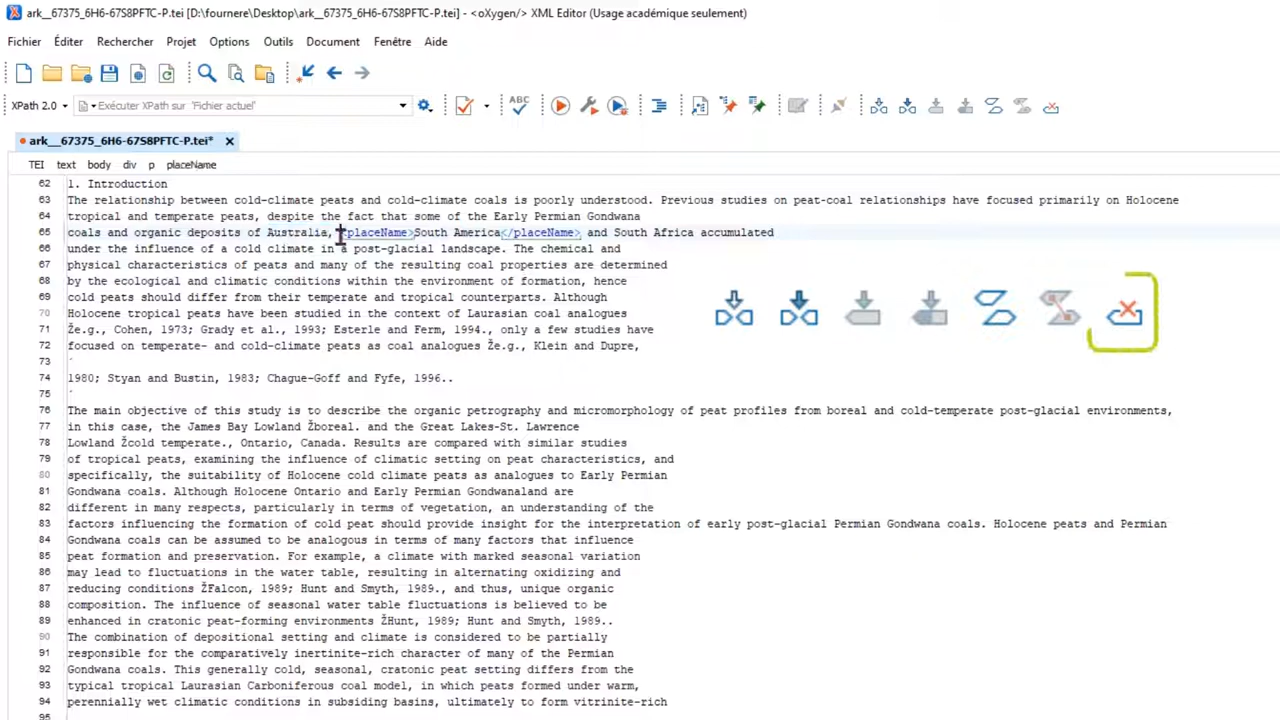 ark__67375_6H6-67S8PFTC-P.tei [D:\fournere\Desktop\ark__67375_6H6-67S8PFTC-P.tei] - <oXygen/> XML Editor (Usage académique seulement)
Fichier Éditer Rechercher Projet Options Outils Document Fenêtre Aide
XPath 2.0 Exécuter XPath sur 'Fichier actuel' ABC
ark__67375_6H6-67S8PFTC-P.tei*
TEI text body div p placeName
62 1. Introduction
63 The relationship between cold-climate peats and cold-climate coals is poorly understood. Previous studies on peat-coal relationships have focused primarily on Holocene
64 tropical and temperate peats, despite the fact that some of the Early Permian Gondwana
65 coals and organic deposits of Australia, <placeName>South America</placeName> and South Africa accumulated
66 under the influence of a cold climate in a post-glacial landscape. The chemical and
67 physical characteristics of peats and many of the resulting coal properties are determined
68 by the ecological and climatic conditions within the environment of formation, hence
69 cold peats should differ from their temperate and tropical counterparts. Although
70 Holocene tropical peats have been studied in the context of Laurasian coal analogues
71 Že.g., Cohen, 1973; Grady et al., 1993; Esterle and Ferm, 1994., only a few studies have
72 focused on temperate- and cold-climate peats as coal analogues Že.g., Klein and Dupre,
73
74 1980; Styan and Bustin, 1983; Chague-Goff and Fyfe, 1996..
75
76 The main objective of this study is to describe the organic petrography and micromorphology of peat profiles from boreal and cold-temperate post-glacial environments,
77 in this case, the James Bay Lowland Žboreal. and the Great Lakes-St. Lawrence
78 Lowland Žcold temperate., Ontario, Canada. Results are compared with similar studies
79 of tropical peats, examining the influence of climatic setting on peat characteristics, and
80 specifically, the suitability of Holocene cold climate peats as analogues to Early Permian
81 Gondwana coals. Although Holocene Ontario and Early Permian Gondwanaland are
82 different in many respects, particularly in terms of vegetation, an understanding of the
83 factors influencing the formation of cold peat should provide insight for the interpretation of early post-glacial Permian Gondwana coals. Holocene peats and Permian
84 Gondwana coals can be assumed to be analogous in terms of many factors that influence
85 peat formation and preservation. For example, a climate with marked seasonal variation
86 may lead to fluctuations in the water table, resulting in alternating oxidizing and
87 reducing conditions ŽFalcon, 1989; Hunt and Smyth, 1989., and thus, unique organic
88 composition. The influence of seasonal water table fluctuations is believed to be
89 enhanced in cratonic peat-forming environments ŽHunt, 1989; Hunt and Smyth, 1989..
90 The combination of depositional setting and climate is considered to be partially
91 responsible for the comparatively inertinite-rich character of many of the Permian
92 Gondwana coals. This generally cold, seasonal, cratonic peat setting differs from the
93 typical tropical Laurasian Carboniferous coal model, in which peats formed under warm,
94 perennially wet climatic conditions in subsiding basins, ultimately to form vitrinite-rich
95